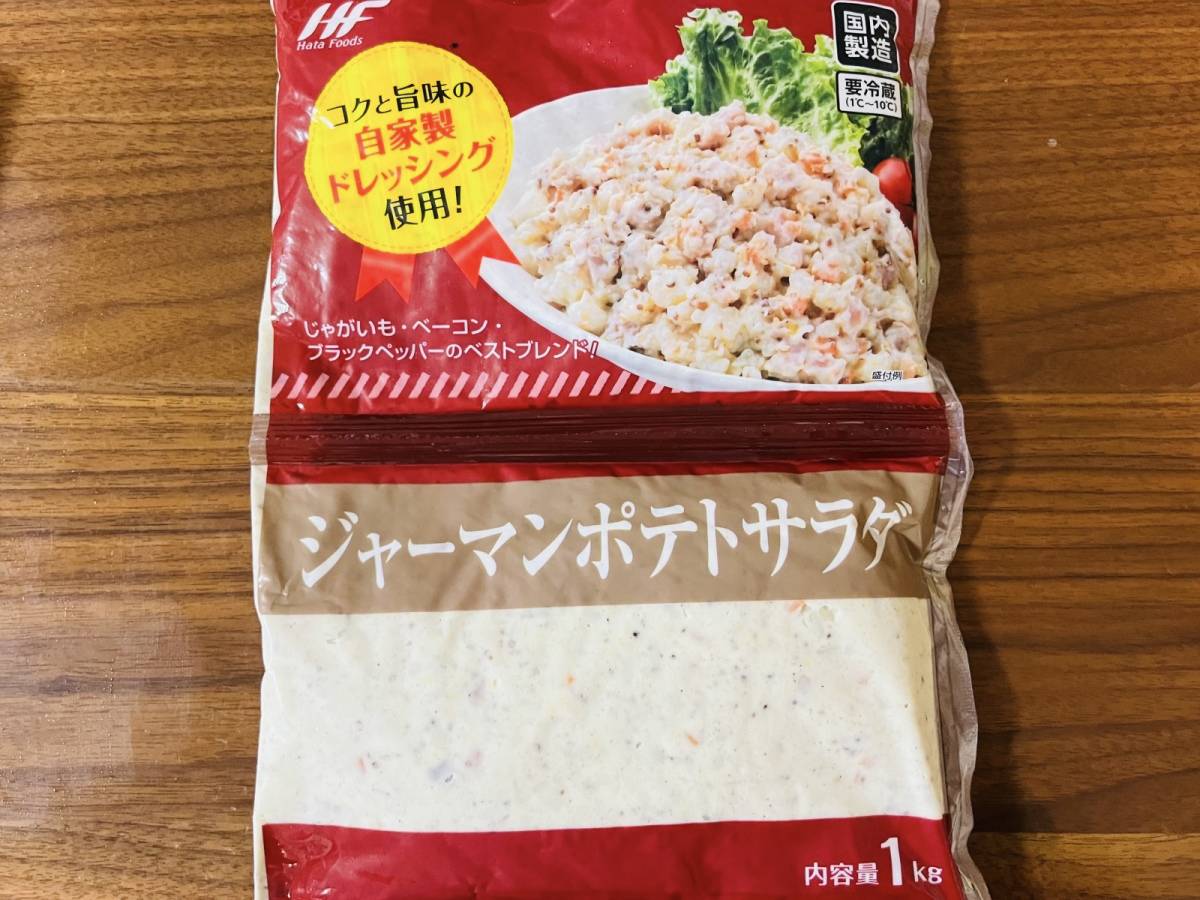 HF
Hata Foods
コクと旨味の
自家製
ドレッシング
使用!
国内
製造
要冷蔵
(1℃~10℃)
じゃがいも・ベーコン・
ブラックペッパーのベストブレンド!
盛付例
ジャーマンポテトサラダ
内容量1kg